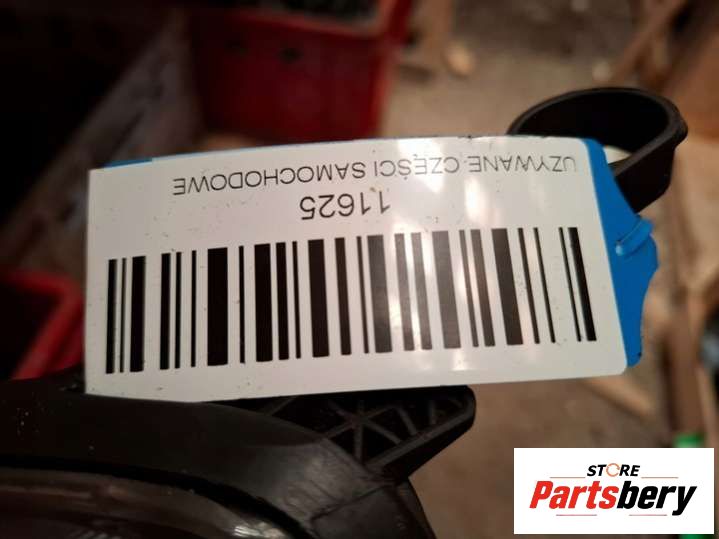 UŻYWANE CZĘŚCI SAMOCHODOWE
11625
STORE
Partsbery